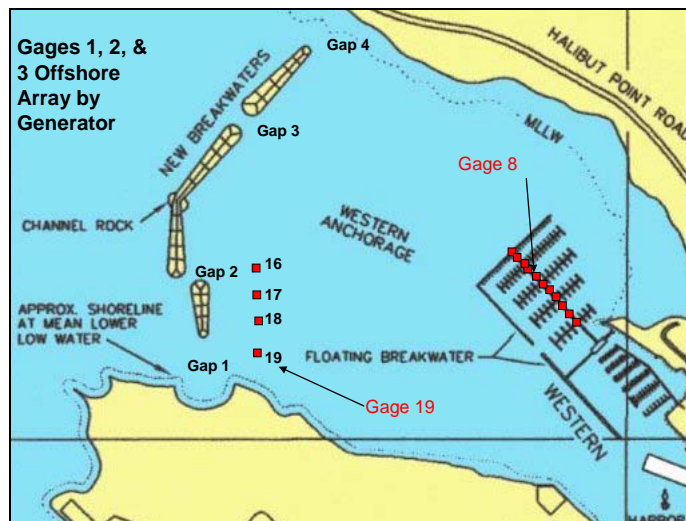 Gages 1, 2, &
3 Offshore
Array by
Generator
Gap 4
NEW BREAKWATERS
Gap 3
HALIBUT POINT ROAD
MLLW
Gage 8
CHANNEL ROCK
WESTERN
ANCHORAGE
16
Gap 2
17
APPROX. SHORELINE
AT MEAN LOWER
LOW WATER
18
Gap 1
19
FLOATING BREAKWATER
Gage 19
WESTERN
HARBOR